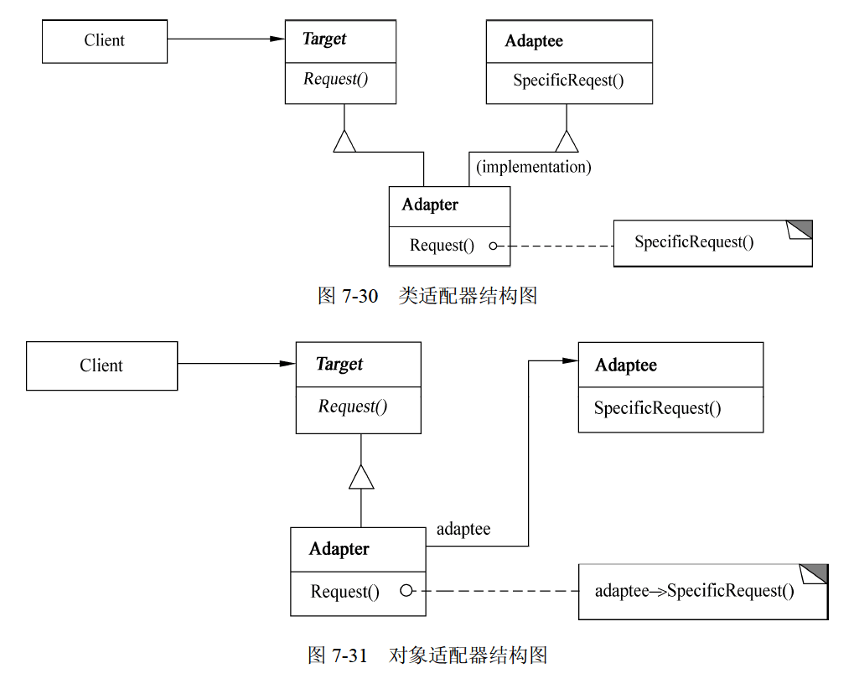 Client
Target
Request()
Adaptee
SpecificReqest()
(implementation)
Adapter
Request()
SpecificRequest()
图 7-30 类适配器结构图
Client
Target
Request()
Adaptee
SpecificRequest()
adaptee
Adapter
Request()
adaptee->SpecificRequest()
图 7-31 对象适配器结构图